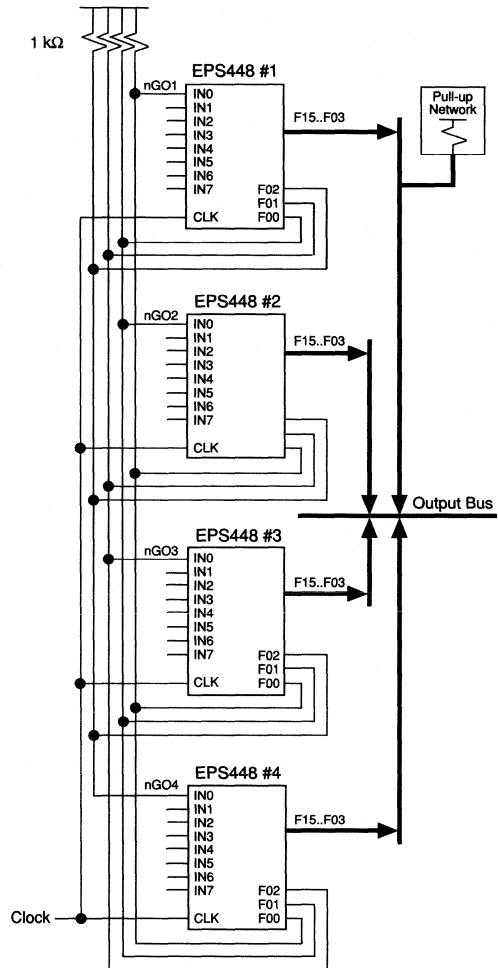 1 kΩ
EPS448 #1
nGO1
IN0
IN1
IN2
IN3
IN4
IN5
IN6
IN7
CLK
F15..F03
F02
F01
F00
Pull-up
Network
EPS448 #2
nGO2
IN0
IN1
IN2
IN3
IN4
IN5
IN6
IN7
CLK
F15..F03
Output Bus
EPS448 #3
nGO3
IN0
IN1
IN2
IN3
IN4
IN5
IN6
IN7
CLK
F15..F03
F02
F01
F00
EPS448 #4
nGO4
IN0
IN1
IN2
IN3
IN4
IN5
IN6
IN7
CLK
F15..F03
F02
F01
F00
Clock